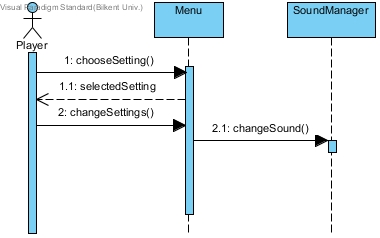 Visual Paradigm Standard(Bilkent Univ.)
Menu
SoundManager
Player
1: chooseSetting()
1.1: selectedSetting
2: changeSettings()
2.1: changeSound()